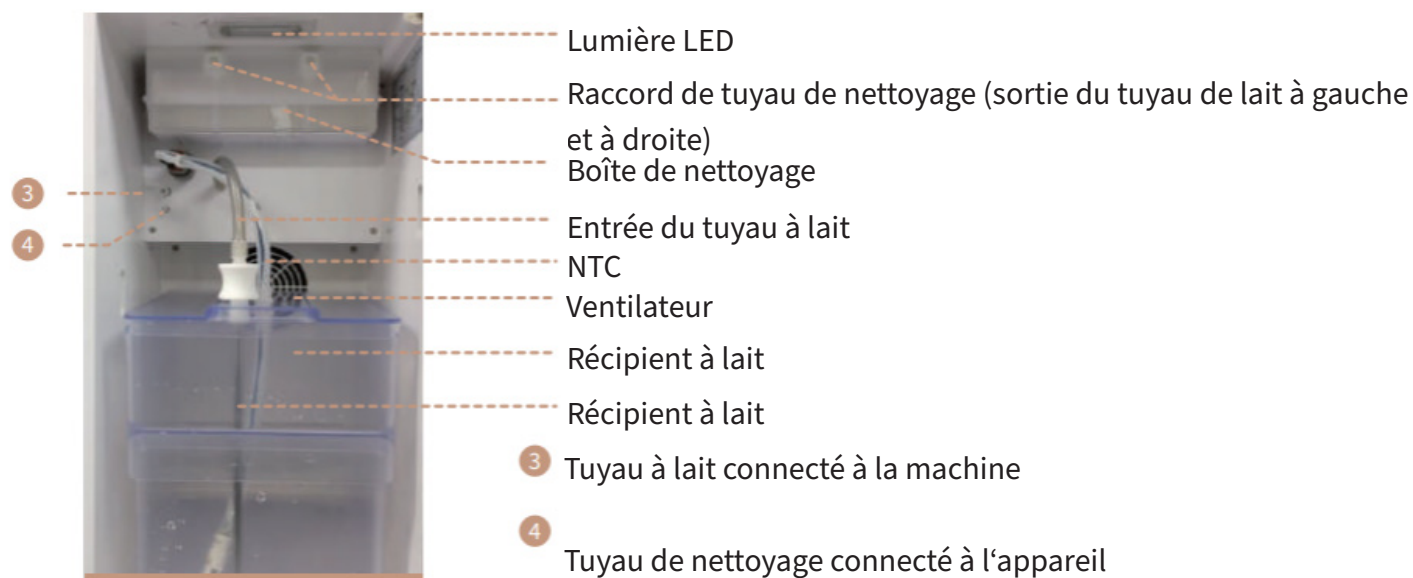 Lumière LED
Raccord de tuyau de nettoyage (sortie du tuyau de lait à gauche
et à droite)
Boîte de nettoyage
3
4
Entrée du tuyau à lait
NTC
Ventilateur
Récipient à lait
Récipient à lait
3 Tuyau à lait connecté à la machine
4
Tuyau de nettoyage connecté à l‘appareil